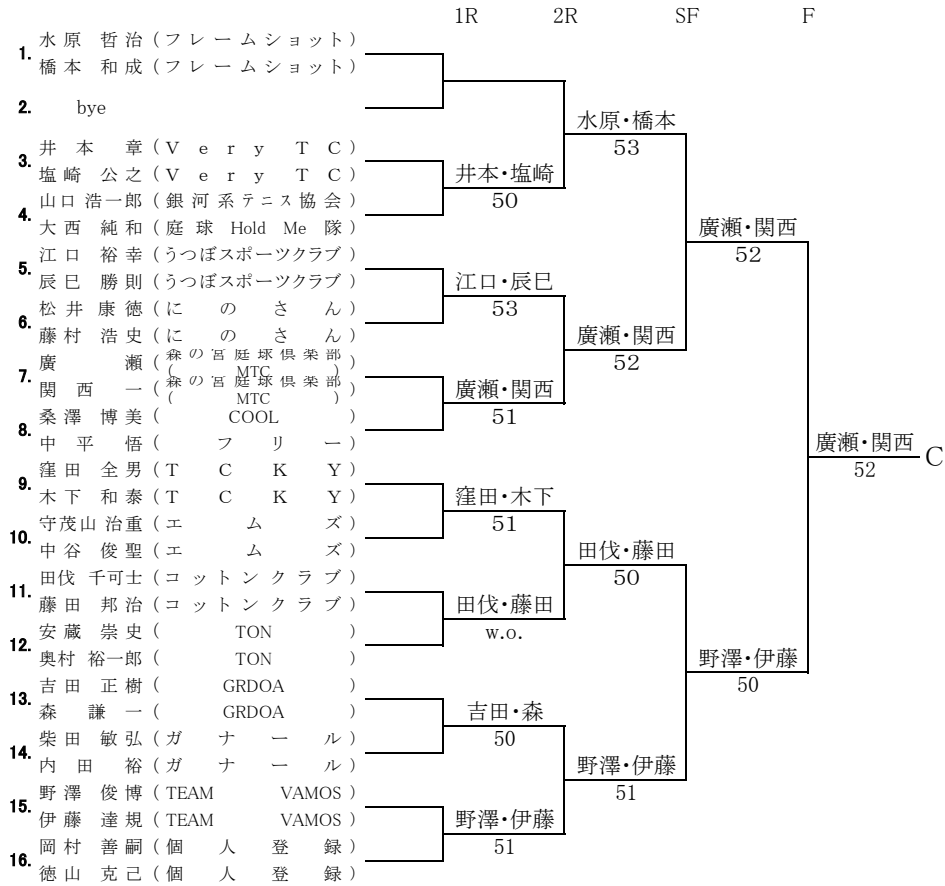 1R 2R SF F
1. 水原 哲治 (フレームショット)
橋本 和成 (フレームショット)
2. bye
3. 井本 章 (Very TC)
塩崎 公之 (Very TC)
4. 山口 浩一郎 (銀河系テニス協会)
大西 純和 (庭球 Hold Me 隊)
5. 江口 裕幸 (うつぼスポーツクラブ)
辰巳 勝則 (うつぼスポーツクラブ)
6. 松井 康徳 (にのさん)
藤村 浩史 (にのさん)
7. 廣瀬 (森の宮庭球倶楽部 MTC)
関西 一 (森の宮庭球倶楽部 MTC)
8. 桑澤 博美 (COOL)
中平 悟 (フリー)
9. 窪田 全男 (TCKY)
木下 和泰 (TCKY)
10. 守茂山 治重 (エムズ)
中谷 俊聖 (エムズ)
11. 田伐 千可士 (コットンクラブ)
藤田 邦治 (コットンクラブ)
12. 安蔵 崇史 (TON)
奥村 裕一郎 (TON)
13. 吉田 正樹 (GRDOA)
森 謙一 (GRDOA)
14. 柴田 敏弘 (ガナール)
内田 裕 (ガナール)
15. 野澤 俊博 (TEAM VAMOS)
伊藤 達規 (TEAM VAMOS)
16. 岡村 善嗣 (個人登録)
徳山 克己 (個人登録)
井本・塩崎
50
江口・辰巳
53
廣瀬・関西
51
窪田・木下
51
田伐・藤田
w.o.
吉田・森
50
野澤・伊藤
51
水原・橋本
53
廣瀬・関西
52
田伐・藤田
50
野澤・伊藤
51
廣瀬・関西
52
野澤・伊藤
50
廣瀬・関西
52
C